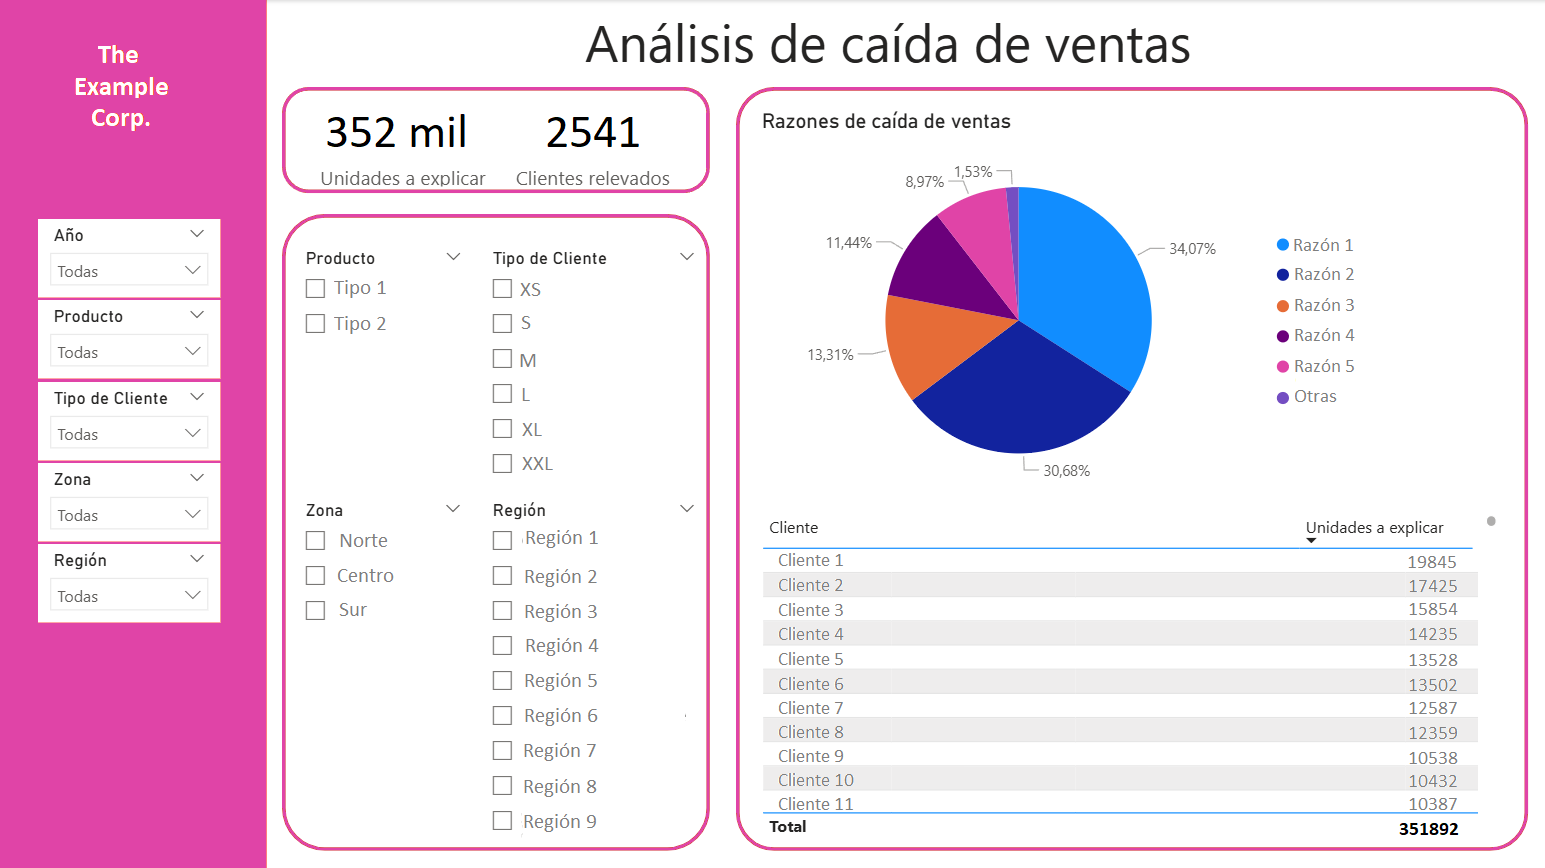 The
Example
Corp.
Año
Todas
Producto
Todas
Tipo de Cliente
Todas
Zona
Todas
Región
Todas
Análisis de caída de ventas
352 mil
Unidades a explicar
2541
Clientes relevados
Producto
Tipo 1
Tipo 2
Tipo de Cliente
XS
S
M
L
XL
XXL
Zona
Norte
Centro
Sur
Región
Región 1
Región 2
Región 3
Región 4
Región 5
Región 6
Región 7
Región 8
Región 9
Razones de caída de ventas
1,53%
8,97%
11,44%
13,31%
34,07%
30,68%
Razón 1
Razón 2
Razón 3
Razón 4
Razón 5
Otras
Cliente Unidades a explicar
Cliente 1 19845
Cliente 2 17425
Cliente 3 15854
Cliente 4 14235
Cliente 5 13528
Cliente 6 13502
Cliente 7 12587
Cliente 8 12359
Cliente 9 10538
Cliente 10 10432
Cliente 11 10387
Total 351892